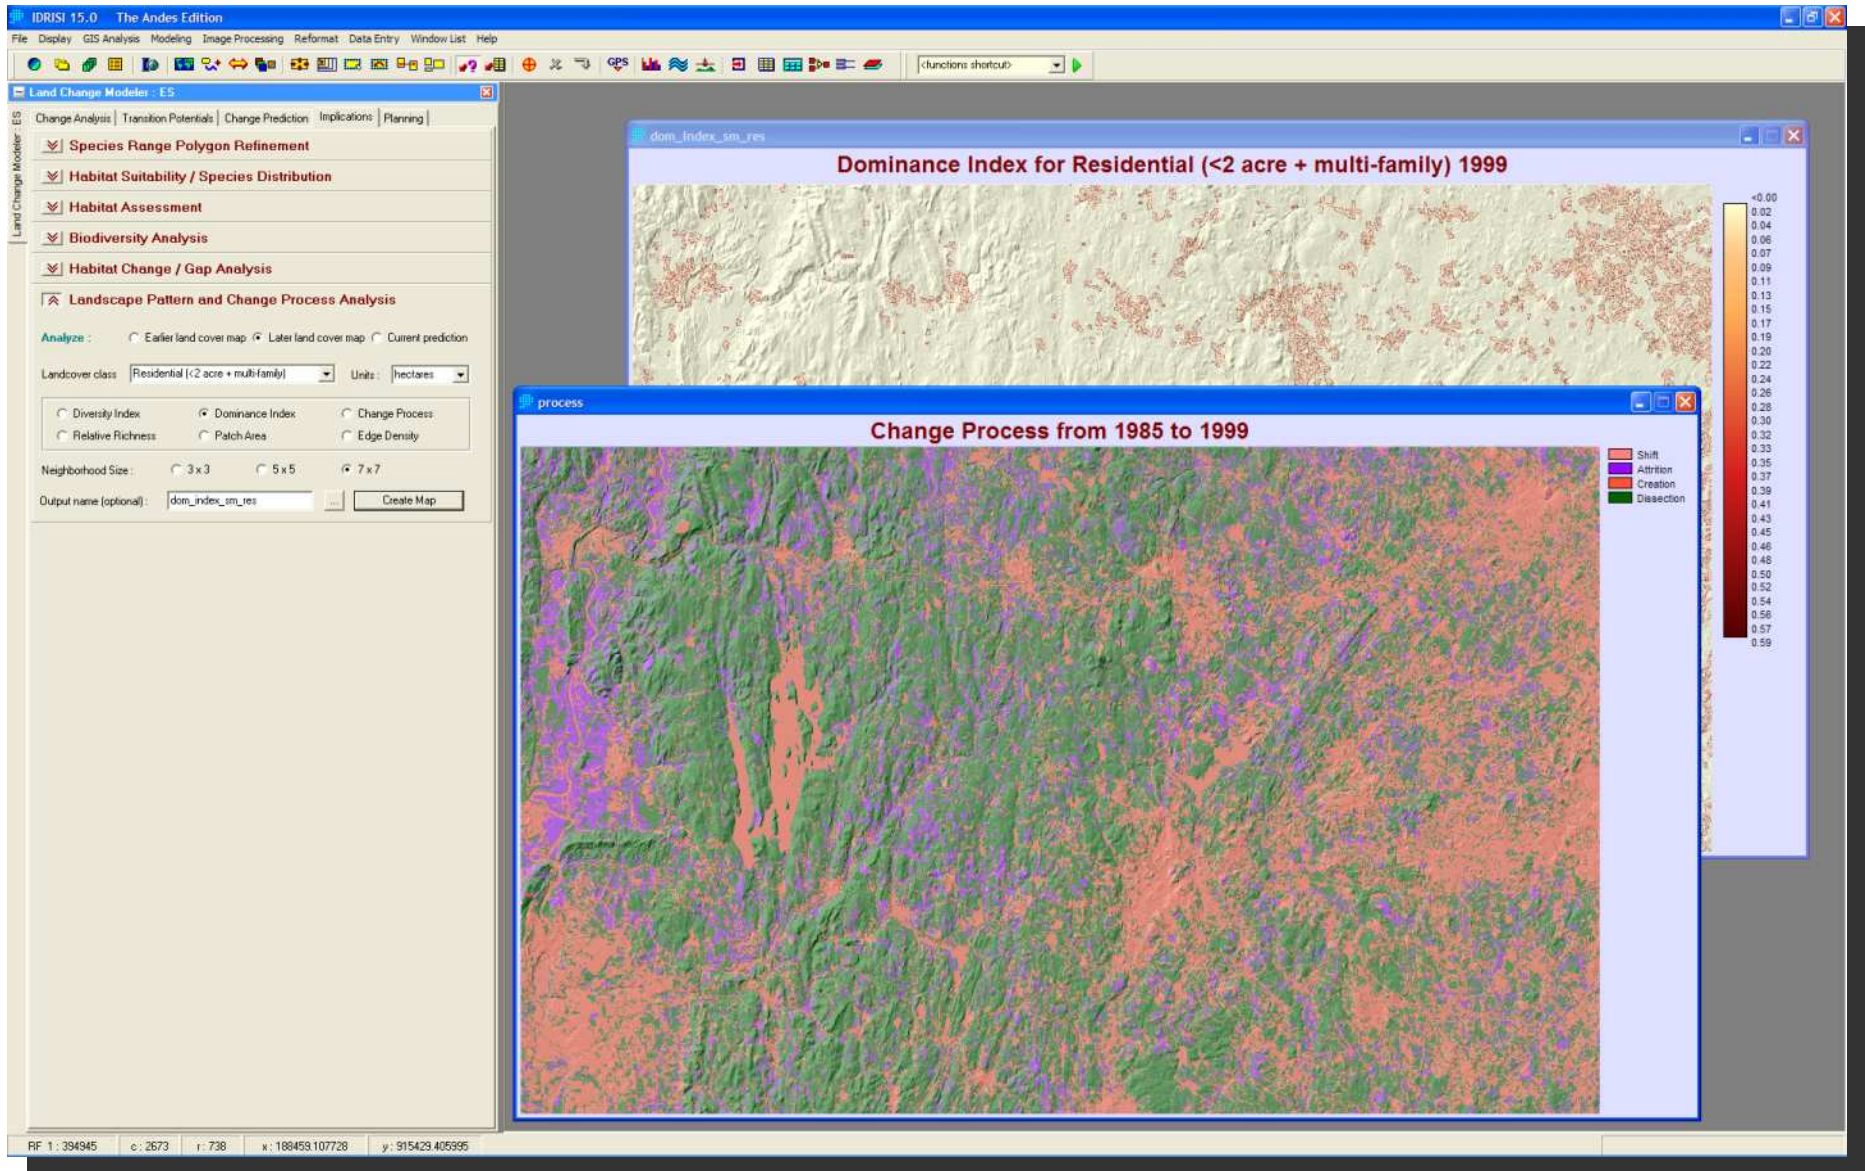 IDRISI 15.0 The Andes Edition
File Display GIS Analysis Modeling Image Processing Reformat Data Entry Window List Help
GPS <functions shortcut>
Land Change Modeler : ES
Land Change Modeler : ES
Change Analysis Transition Potentials Change Prediction Implications Planning
Species Range Polygon Refinement
Habitat Suitability / Species Distribution
Habitat Assessment
Biodiversity Analysis
Habitat Change / Gap Analysis
Landscape Pattern and Change Process Analysis
Analyze : Earlier land cover map Later land cover map Current prediction
Landcover class Residential (<2 acre + multi-family) Units : hectares
Diversity Index Dominance Index Change Process
Relative Richness Patch Area Edge Density
Neighborhood Size : 3 x 3 5 x 5 7 x 7
Output name (optional) : dom_index_sm_res ... Create Map
dom_Index_sm_res
Dominance Index for Residential (<2 acre + multi-family) 1999
<0.00
0.02
0.04
0.06
0.07
0.09
0.11
0.13
0.15
0.17
0.19
0.20
0.22
0.24
0.26
0.28
0.30
0.32
0.33
0.35
0.37
0.39
0.41
0.43
0.45
0.46
0.48
0.50
0.52
0.54
0.56
0.57
0.59
process
Change Process from 1985 to 1999
Shift
Attrition
Creation
Dissection
RF 1 : 394945 c : 2673 r : 738 x : 188459.107728 y : 915429.405995